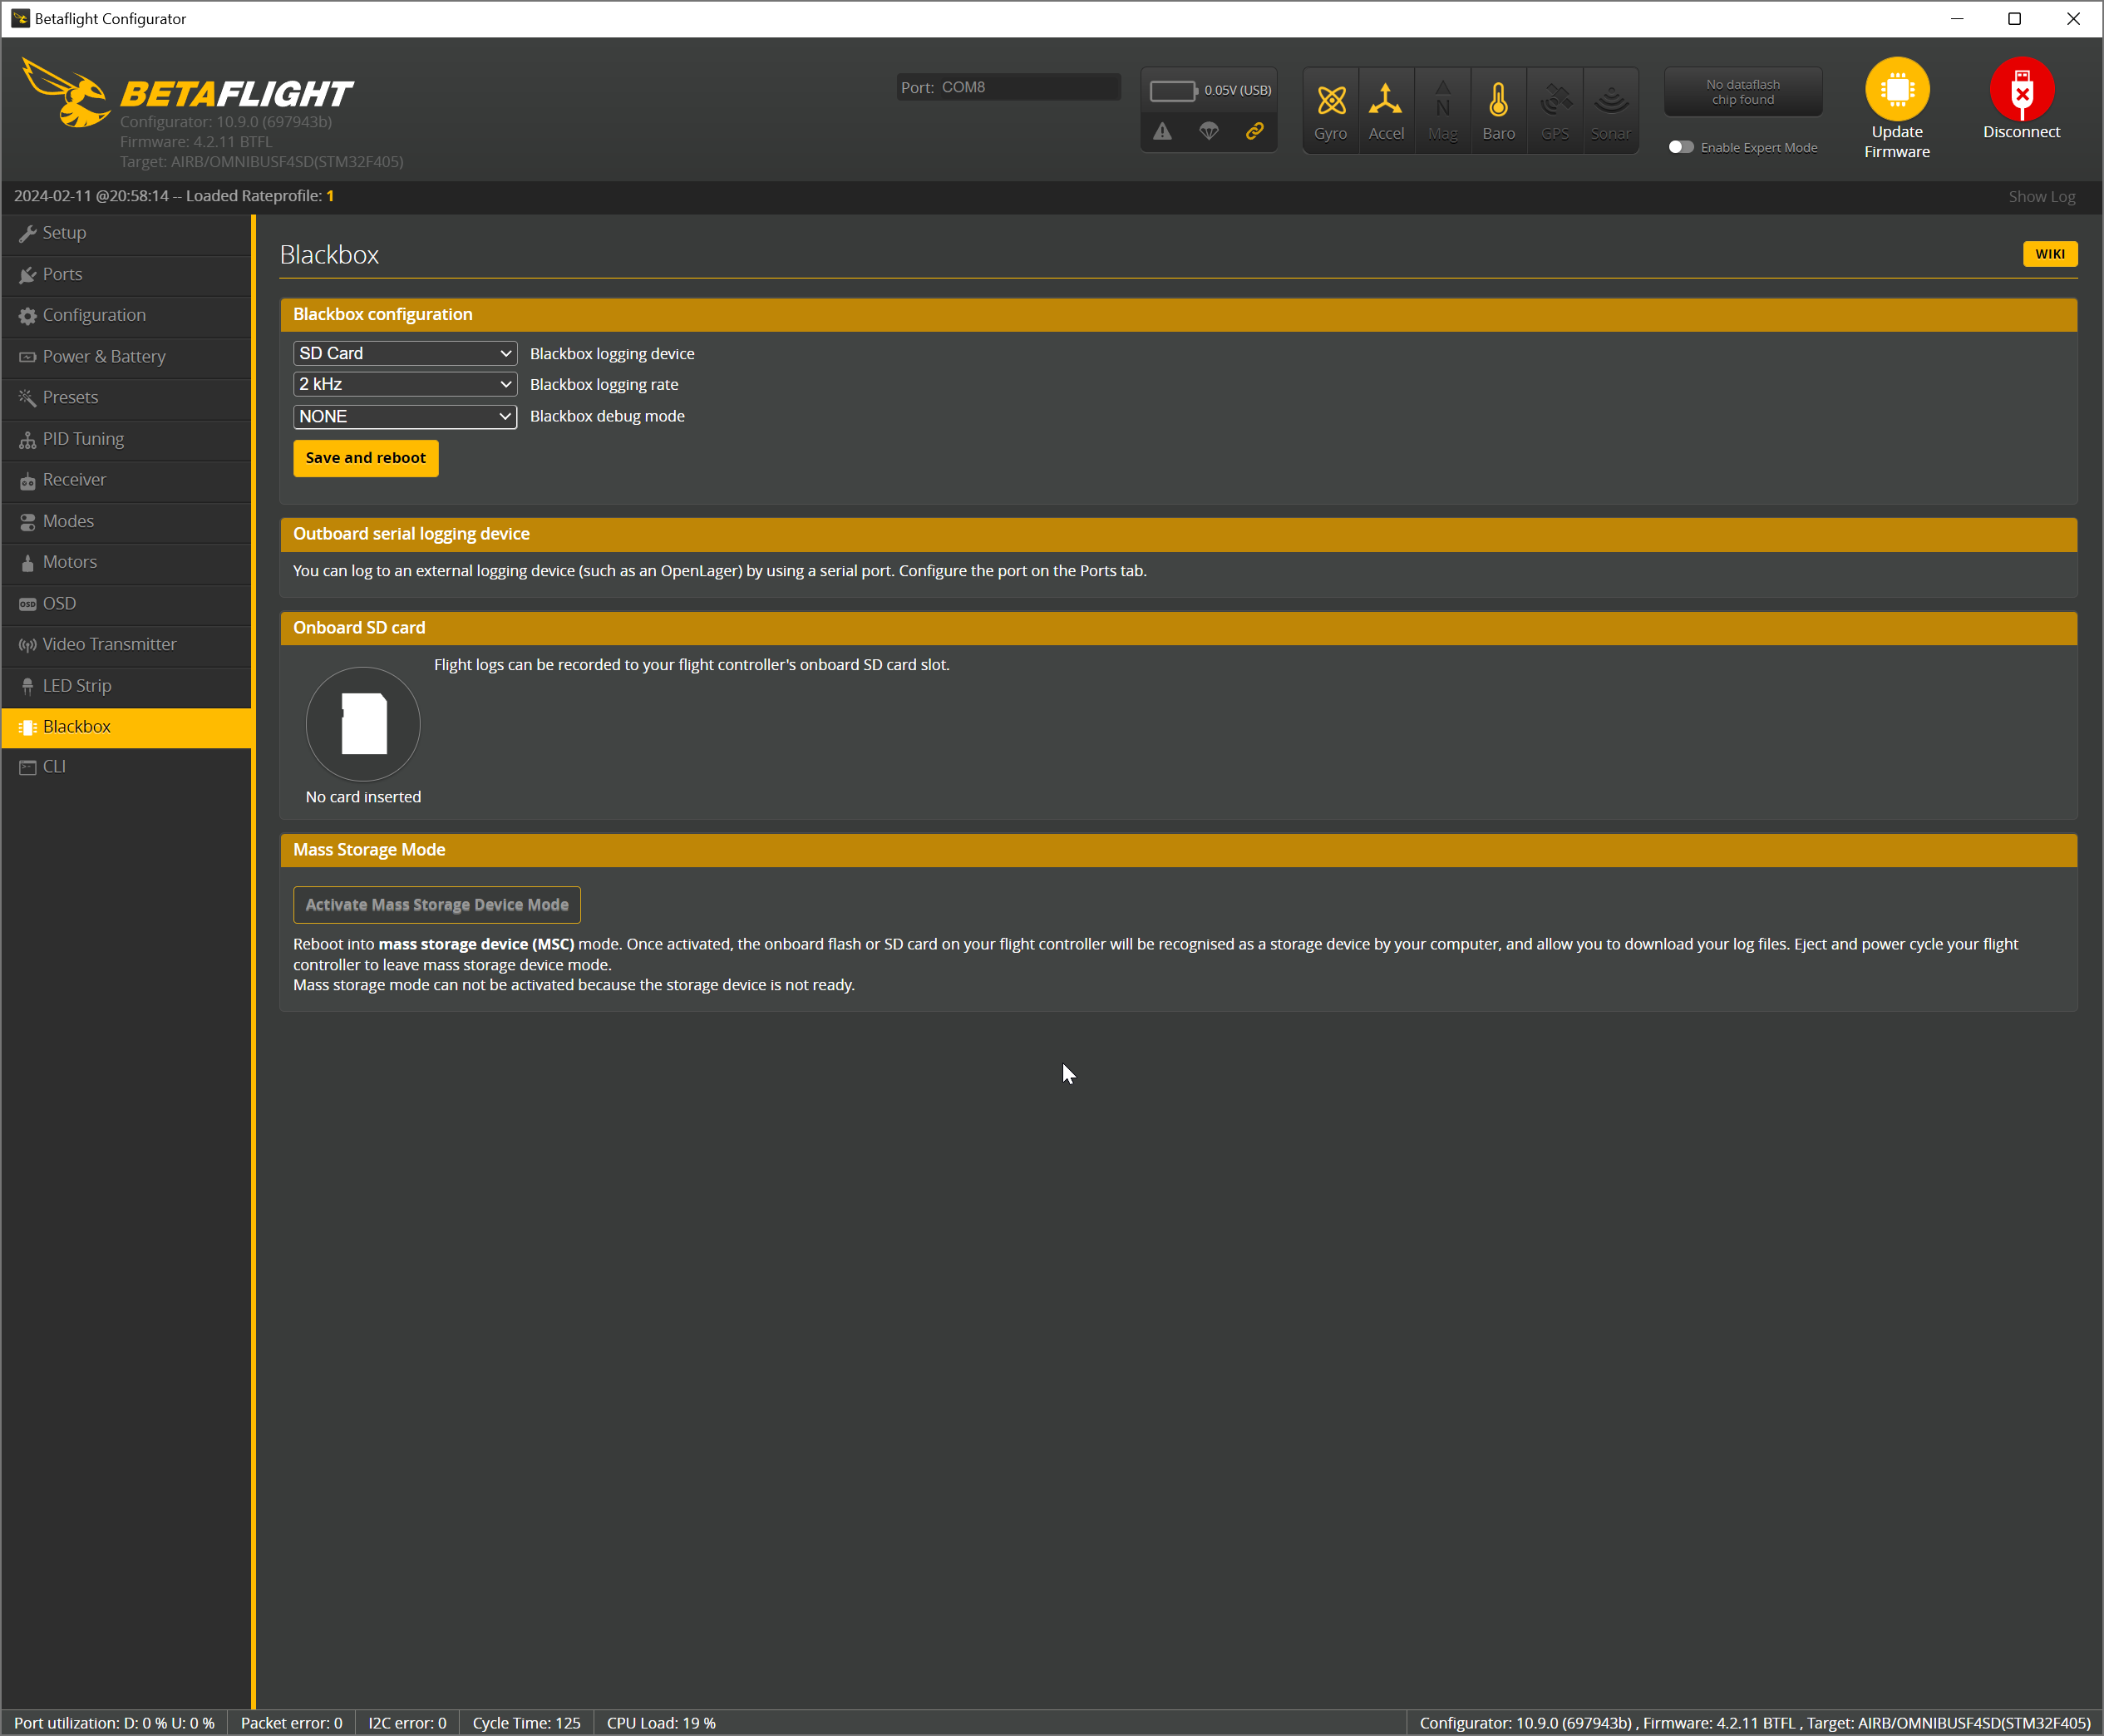 Betaflight Configurator
BETAFLIGHT
Configurator: 10.9.0 (697943b)
Firmware: 4.2.11 BTFL
Target: AIRB/OMNIBUSF4SD(STM32F405)
Port: COM8
0.05V (USB)
N
Gyro
Accel
Mag
Baro
GPS
Sonar
No dataflash
chip found
Enable Expert Mode
Update
Firmware
Disconnect
2024-02-11 @20:58:14 -- Loaded Rateprofile: 1
Show Log
Setup
Ports
Configuration
Power & Battery
Presets
PID Tuning
Receiver
Modes
Motors
OSD OSD
Video Transmitter
LED Strip
Blackbox
CLI
Blackbox
WIKI
Blackbox configuration
SD Card Blackbox logging device
2 kHz Blackbox logging rate
NONE Blackbox debug mode
Save and reboot
Outboard serial logging device
You can log to an external logging device (such as an OpenLager) by using a serial port. Configure the port on the Ports tab.
Onboard SD card
Flight logs can be recorded to your flight controller's onboard SD card slot.
No card inserted
Mass Storage Mode
Activate Mass Storage Device Mode
Reboot into mass storage device (MSC) mode. Once activated, the onboard flash or SD card on your flight controller will be recognised as a storage device by your computer, and allow you to download your log files. Eject and power cycle your flight
controller to leave mass storage device mode.
Mass storage mode can not be activated because the storage device is not ready.
Port utilization: D: 0 % U: 0 %
Packet error: 0
I2C error: 0
Cycle Time: 125
CPU Load: 19 %
Configurator: 10.9.0 (697943b) , Firmware: 4.2.11 BTFL , Target: AIRB/OMNIBUSF4SD(STM32F405)